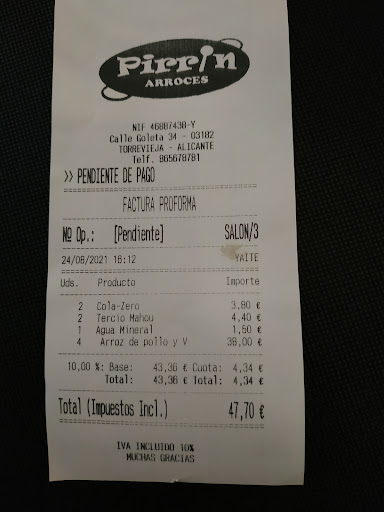 Pirrin
ARROCES
NIF 46887438-Y
Calle Goleta 34 - 03182
TORREVIEJA - ALICANTE
Telf. 865678781
>> PENDIENTE DE PAGO
FACTURA PROFORMA
Nº Op.: [Pendiente] SALON/3
24/08/2021 16:12 YAITE
Uds. Producto Importe
2 Cola-Zero 3,80 €
2 Tercio Mahou 4,40 €
1 Agua Mineral 1,50 €
4 Arroz de pollo y V 38,00 €
10,00 %: Base: 43,36 € Cuota: 4,34 €
Total: 43,36 € Total: 4,34 €
Total (Impuestos Incl.) 47,70 €
IVA INCLUIDO 10%
MUCHAS GRACIAS